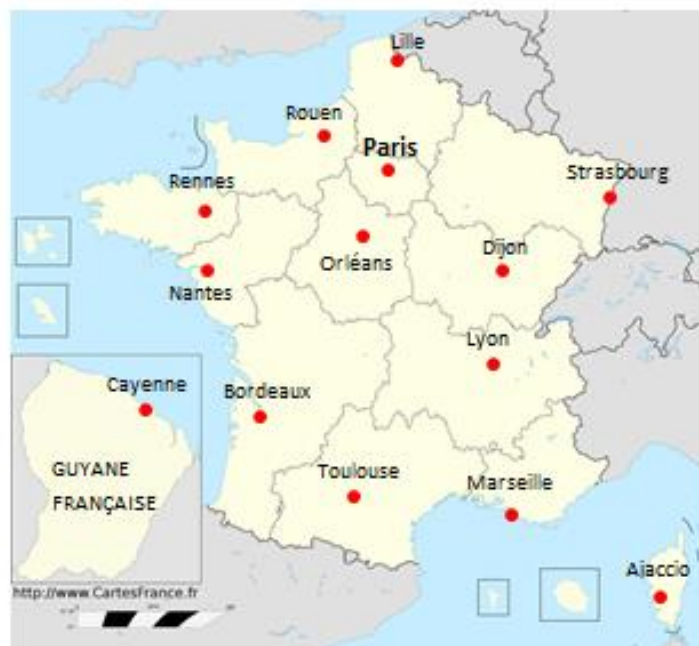 Lille
Rouen
Paris
Strasbourg
Rennes
Orléans
Dijon
Nantes
Lyon
Cayenne
Bordeaux
GUYANE
FRANÇAISE
Toulouse
Marseille
Ajaccio
http://www.CartesFrance.fr